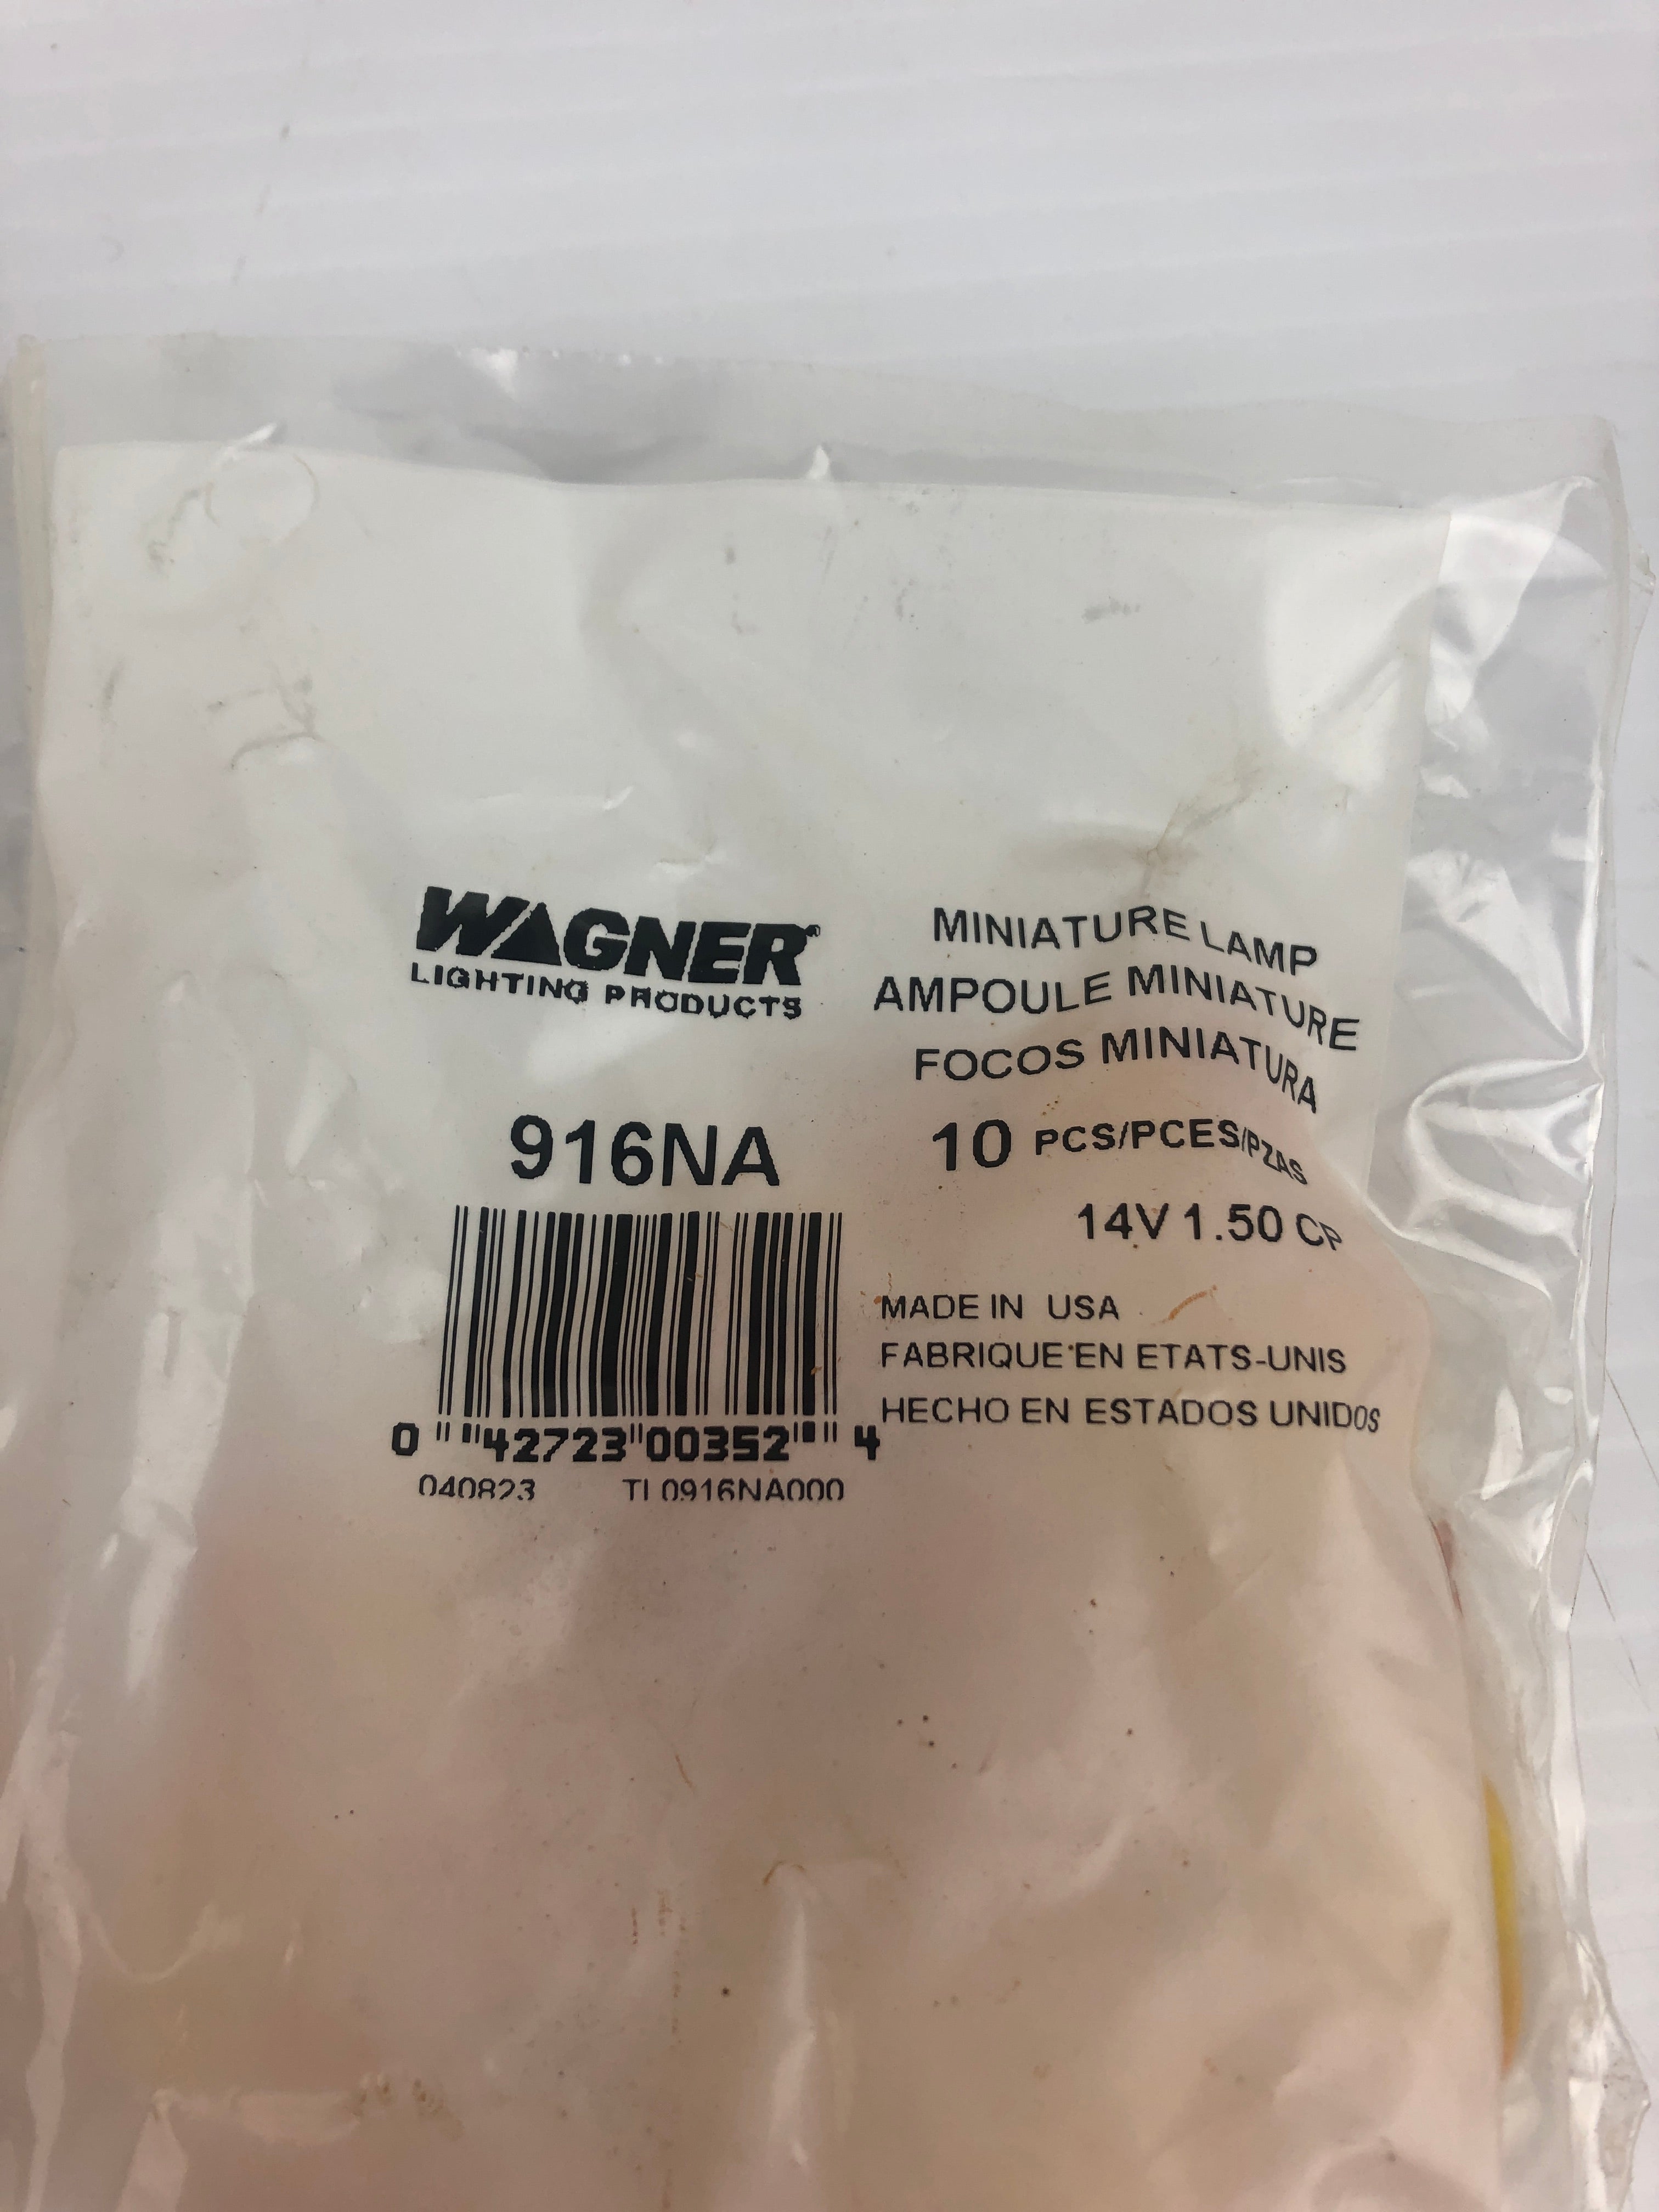 WAGNER®
LIGHTING PRODUCTS
916NA
0 42723 00352 4
040823 TL0916NA000
MINIATURE LAMP
AMPOULE MINIATURE
FOCOS MINIATURA
10 PCS/PCES/PZAS
14V 1.50 CP
MADE IN USA
FABRIQUE EN ETATS-UNIS
HECHO EN ESTADOS UNIDOS